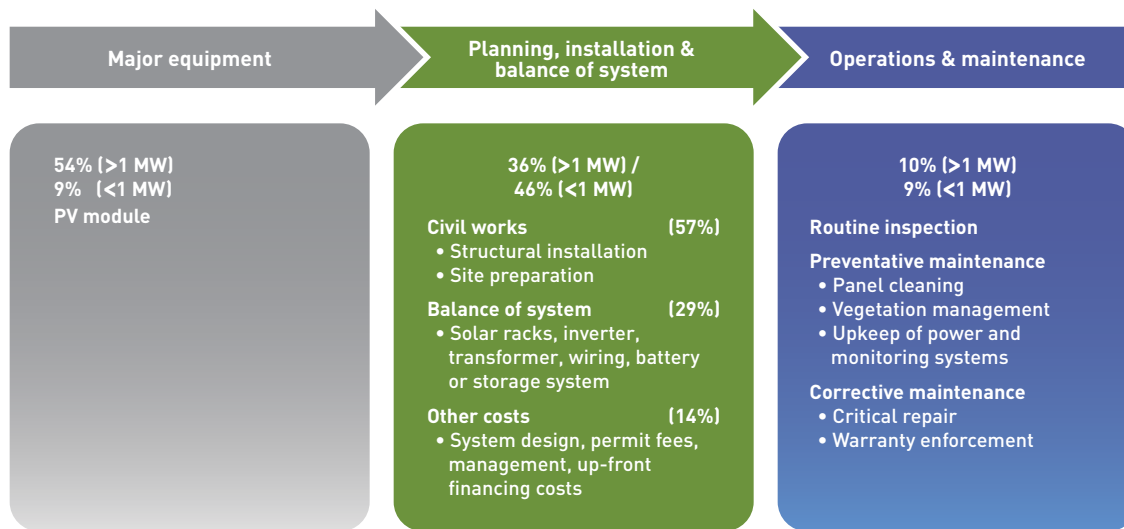 Major equipment
Planning, installation &
balance of system
Operations & maintenance
54% (>1 MW)
9% (<1 MW)
PV module
36% (>1 MW) /
46% (<1 MW)
Civil works (57%)
• Structural installation
• Site preparation
Balance of system (29%)
• Solar racks, inverter,
transformer, wiring, battery
or storage system
Other costs (14%)
• System design, permit fees,
management, up-front
financing costs
10% (>1 MW)
9% (<1 MW)
Routine inspection
Preventative maintenance
• Panel cleaning
• Vegetation management
• Upkeep of power and
monitoring systems
Corrective maintenance
• Critical repair
• Warranty enforcement